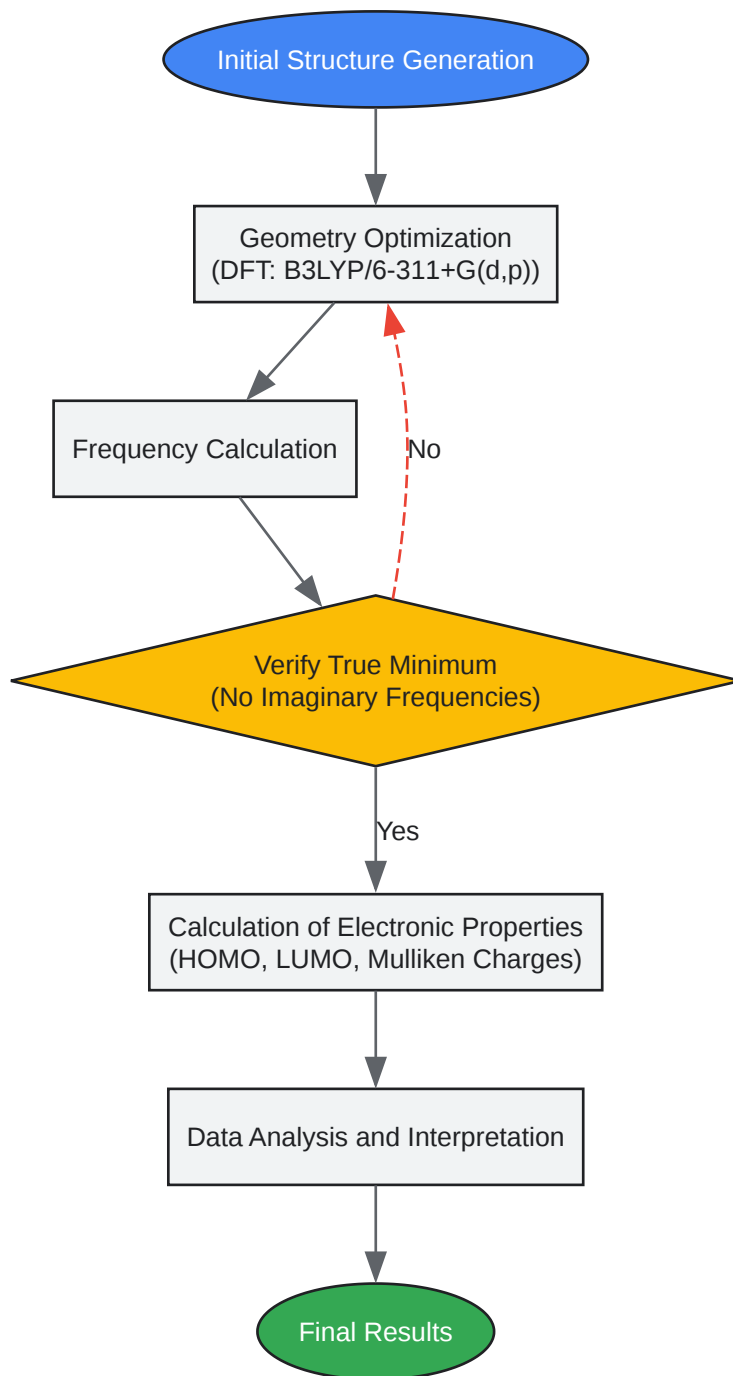 Initial Structure Generation
Geometry Optimization
(DFT: B3LYP/6-311+G(d,p))
Frequency Calculation
No
Verify True Minimum
(No Imaginary Frequencies)
Yes
Calculation of Electronic Properties
(HOMO, LUMO, Mulliken Charges)
Data Analysis and Interpretation
Final Results